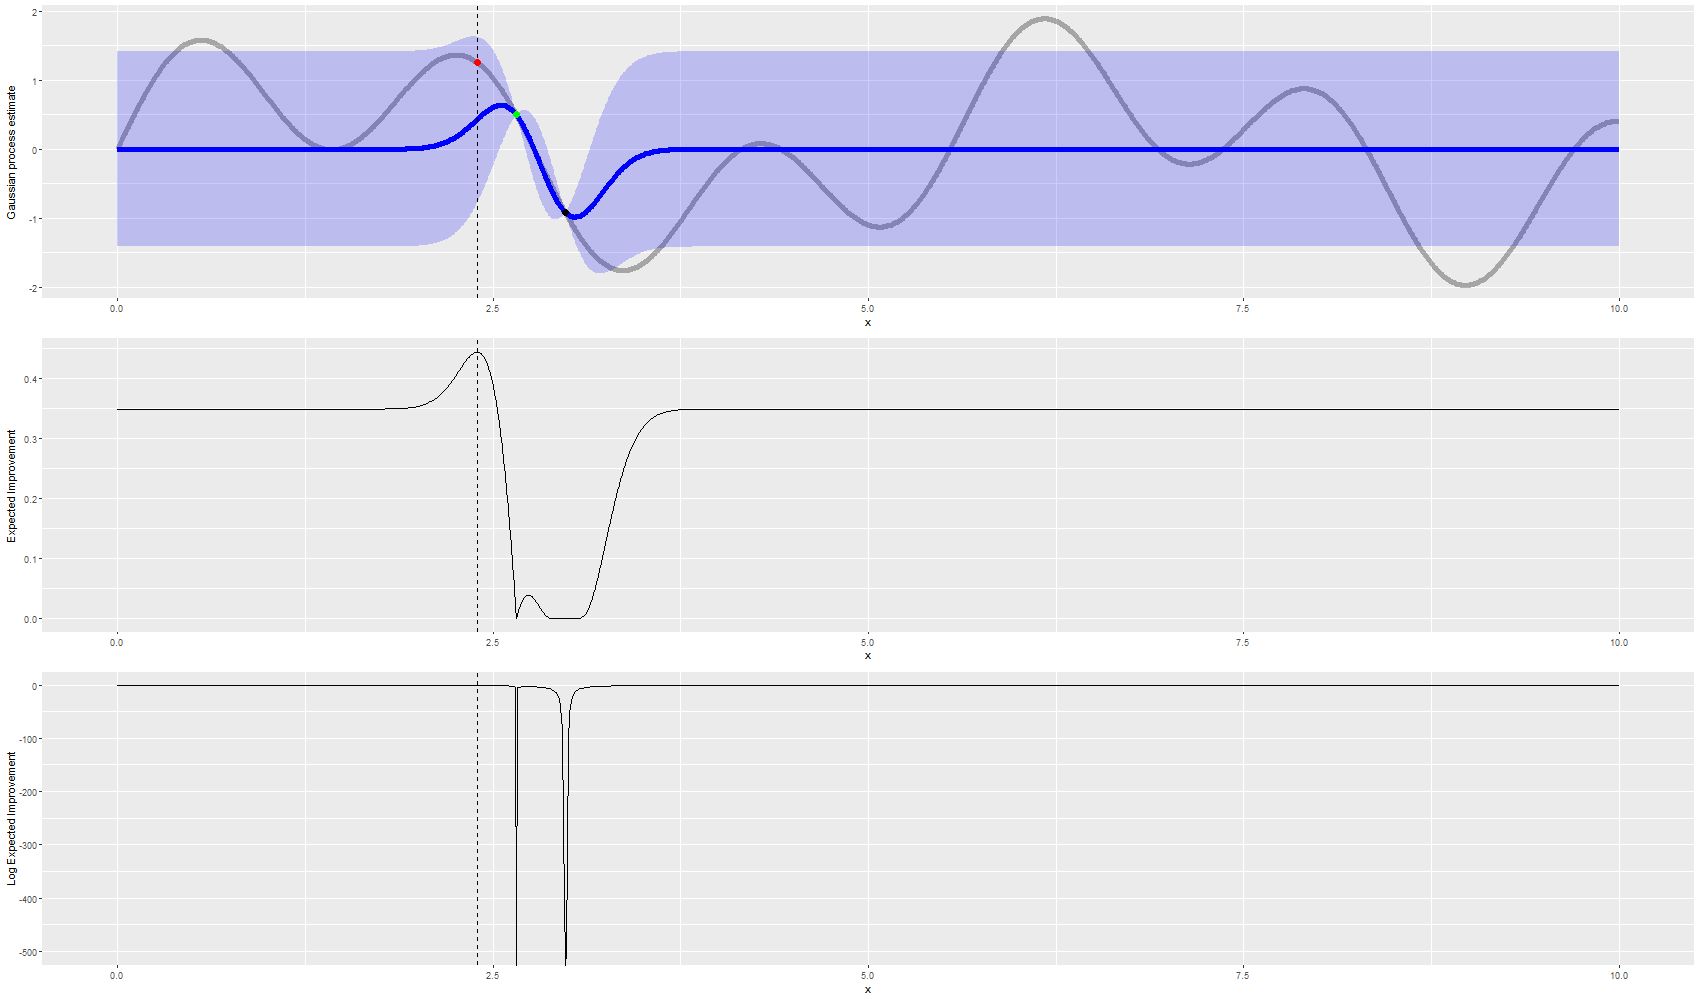 Gaussian process estimate
2
1
0
-1
-2
0.0 2.5 5.0 7.5 10.0
x
Expected Improvement
0.4
0.3
0.2
0.1
0.0
0.0 2.5 5.0 7.5 10.0
x
Log Expected Improvement
0
-100
-200
-300
-400
-500
0.0 2.5 5.0 7.5 10.0
x